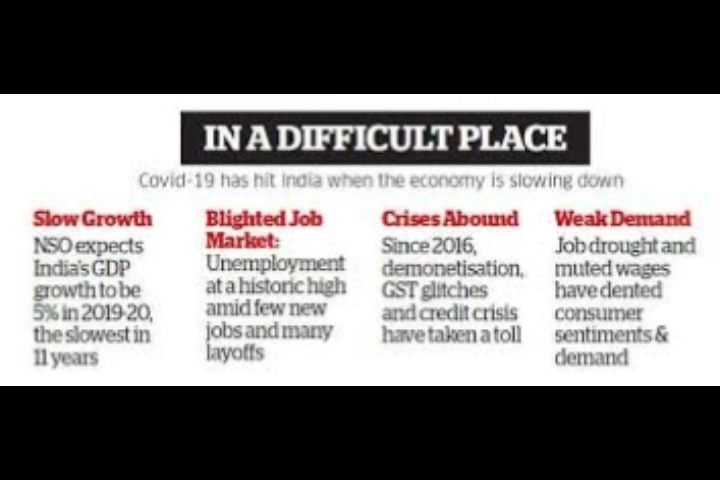 IN A DIFFICULT PLACE
Covid-19 has hit India when the economy is slowing down
Slow Growth
NSO expects
India's GDP
growth to be
5% in 2019-20,
the slowest in
11 years
Blighted Job
Market:
Unemployment
at a historic high
amid few new
jobs and many
layoffs
Crises Abound
Since 2016,
demonetisation,
GST glitches
and credit crisis
have taken a toll
Weak Demand
Job drought and
muted wages
have dented
consumer
sentiments &
demand